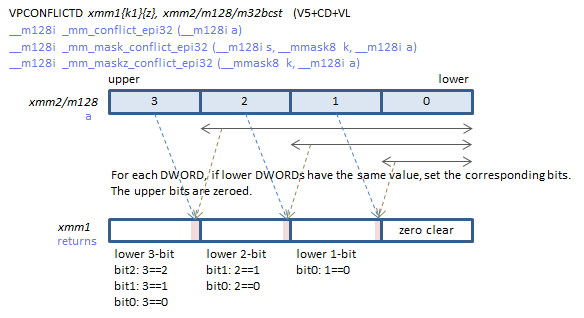 VPCONFLICTD xmm1{k1}{z}, xmm2/m128/m32bcst (V5+CD+VL
__m128i _mm_conflict_epi32 (__m128i a)
__m128i _mm_mask_conflict_epi32 (__m128i s, __mmask8 k, __m128i a)
__m128i _mm_maskz_conflict_epi32 (__mmask8 k, __m128i a)
upper lower
xmm2/m128 3 2 1 0
a
For each DWORD, if lower DWORDs have the same value, set the corresponding bits.
The upper bits are zeroed.
xmm1 zero clear
returns
lower 3-bit lower 2-bit lower 1-bit
bit2: 3==2 bit1: 2==1 bit0: 1==0
bit1: 3==1 bit0: 2==0
bit0: 3==0